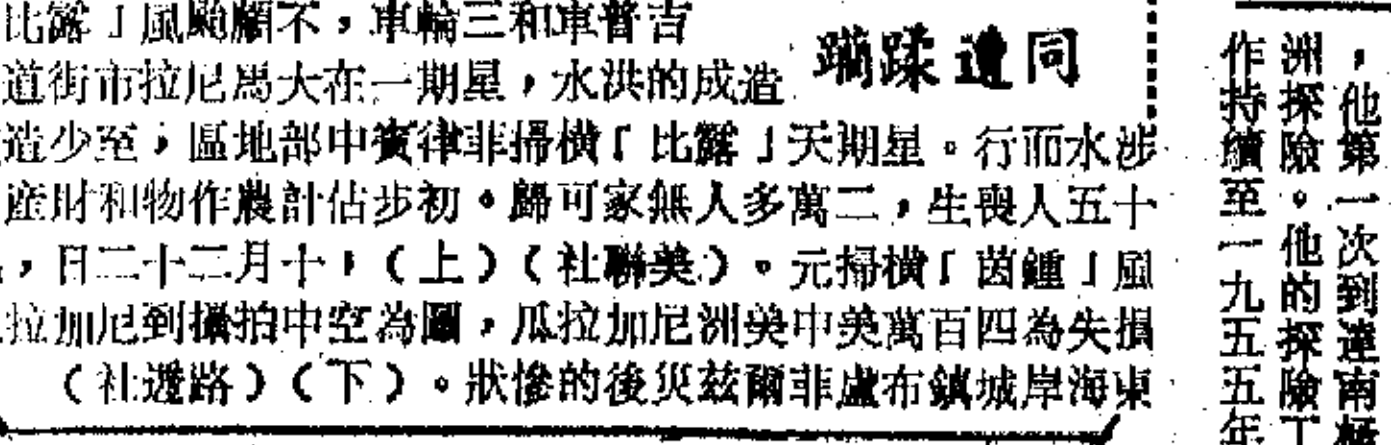 同遭蹂躪
吉普車和三輪車，不顧颱風「露比
造成的洪水，星期一在大馬尼拉市街道
涉水而行。星期天「露比」橫掃菲律賓中部地區，至少造
十五人喪生，二萬多人無家可歸。初步估計農作物和財產
風「鍾茵」橫掃元。（美聯社）（上），十月二十二日，
損失為四百萬美中美洲尼加拉瓜，圖為空中拍攝到尼加拉
東海岸城鎮布盧菲爾茲災後的慘狀。（下）（路透社）
，他第一次到達南極
洲探險。他的探險工
作持續至一九五五年